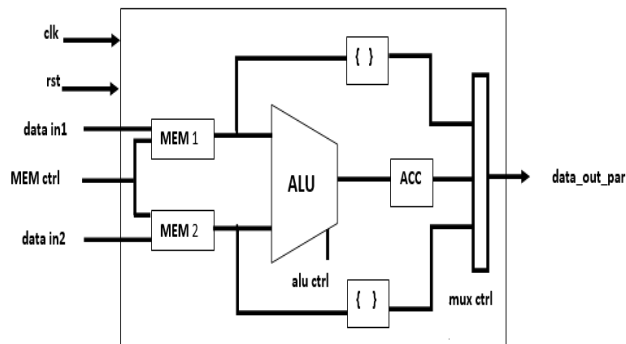 clk
rst
data in1
MEM ctrl
data in2
MEM 1
MEM 2
{ }
ALU
ACC
alu ctrl
{ }
mux ctrl
data_out_par